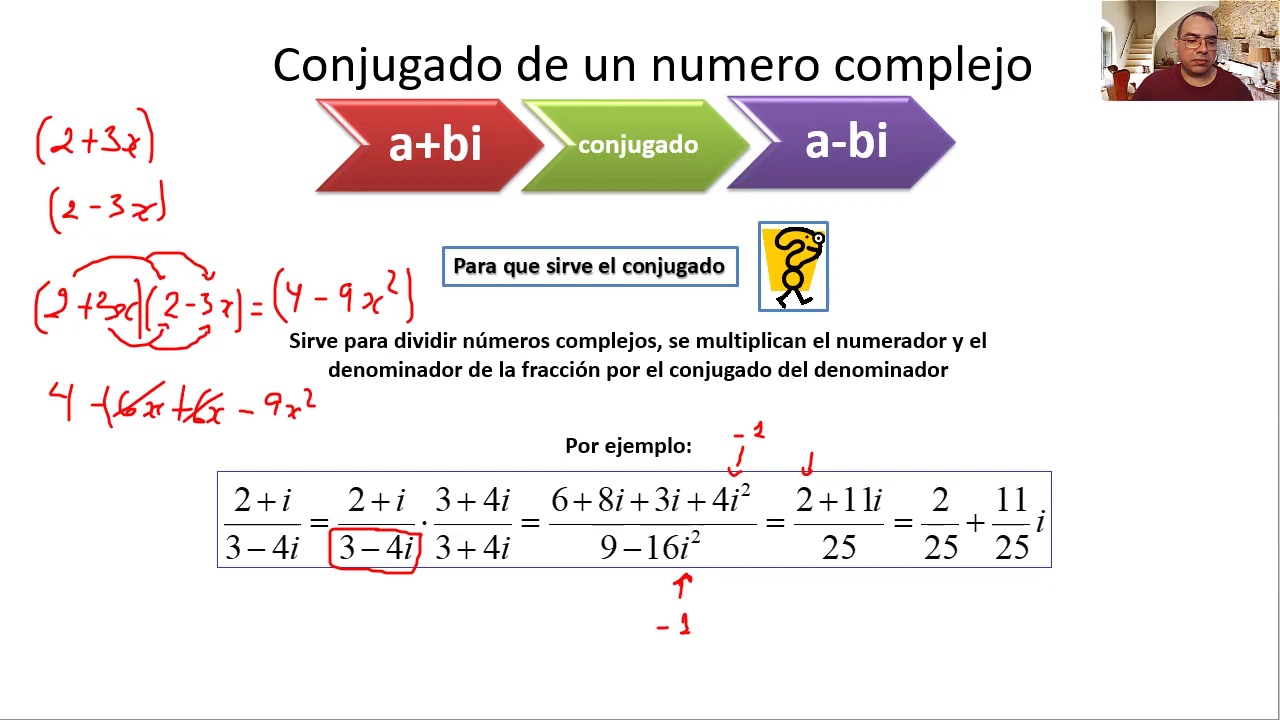 Conjugado de un numero complejo
a+bi conjugado a-bi
(2+3x)
(2-3x)
Para que sirve el conjugado
(2+3x)(2-3x)=(4-9x²)
Sirve para dividir números complejos, se multiplican el numerador y el
denominador de la fracción por el conjugado del denominador
4-6x+6x-9x²
Por ejemplo:
-1
(2+i)/(3-4i) = (2+i)/(3-4i) · (3+4i)/(3+4i) = (6+8i+3i+4i²)/(9-16i²) = (2+11i)/25 = 2/25 + 11/25 i
-1